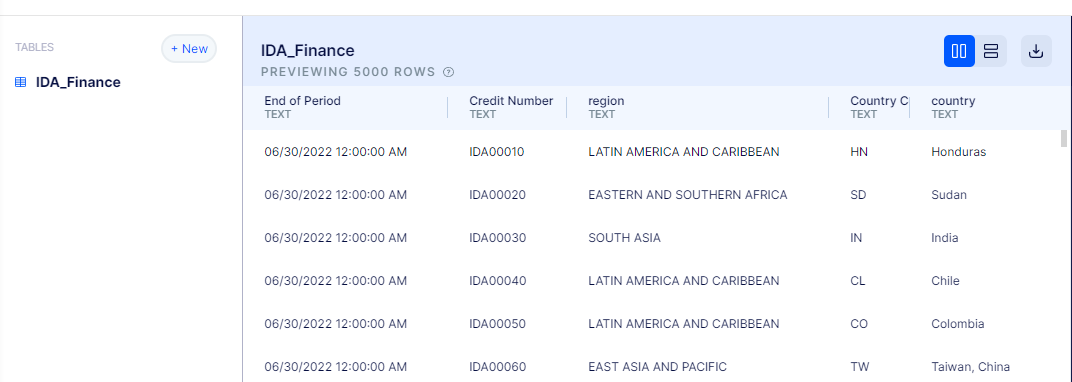 TABLES
+ New
IDA_Finance
IDA_Finance
PREVIEWING 5000 ROWS ?
End of Period Credit Number region Country C country
TEXT TEXT TEXT TEXT TEXT
06/30/2022 12:00:00 AM IDA00010 LATIN AMERICA AND CARIBBEAN HN Honduras
06/30/2022 12:00:00 AM IDA00020 EASTERN AND SOUTHERN AFRICA SD Sudan
06/30/2022 12:00:00 AM IDA00030 SOUTH ASIA IN India
06/30/2022 12:00:00 AM IDA00040 LATIN AMERICA AND CARIBBEAN CL Chile
06/30/2022 12:00:00 AM IDA00050 LATIN AMERICA AND CARIBBEAN CO Colombia
06/30/2022 12:00:00 AM IDA00060 EAST ASIA AND PACIFIC TW Taiwan, China